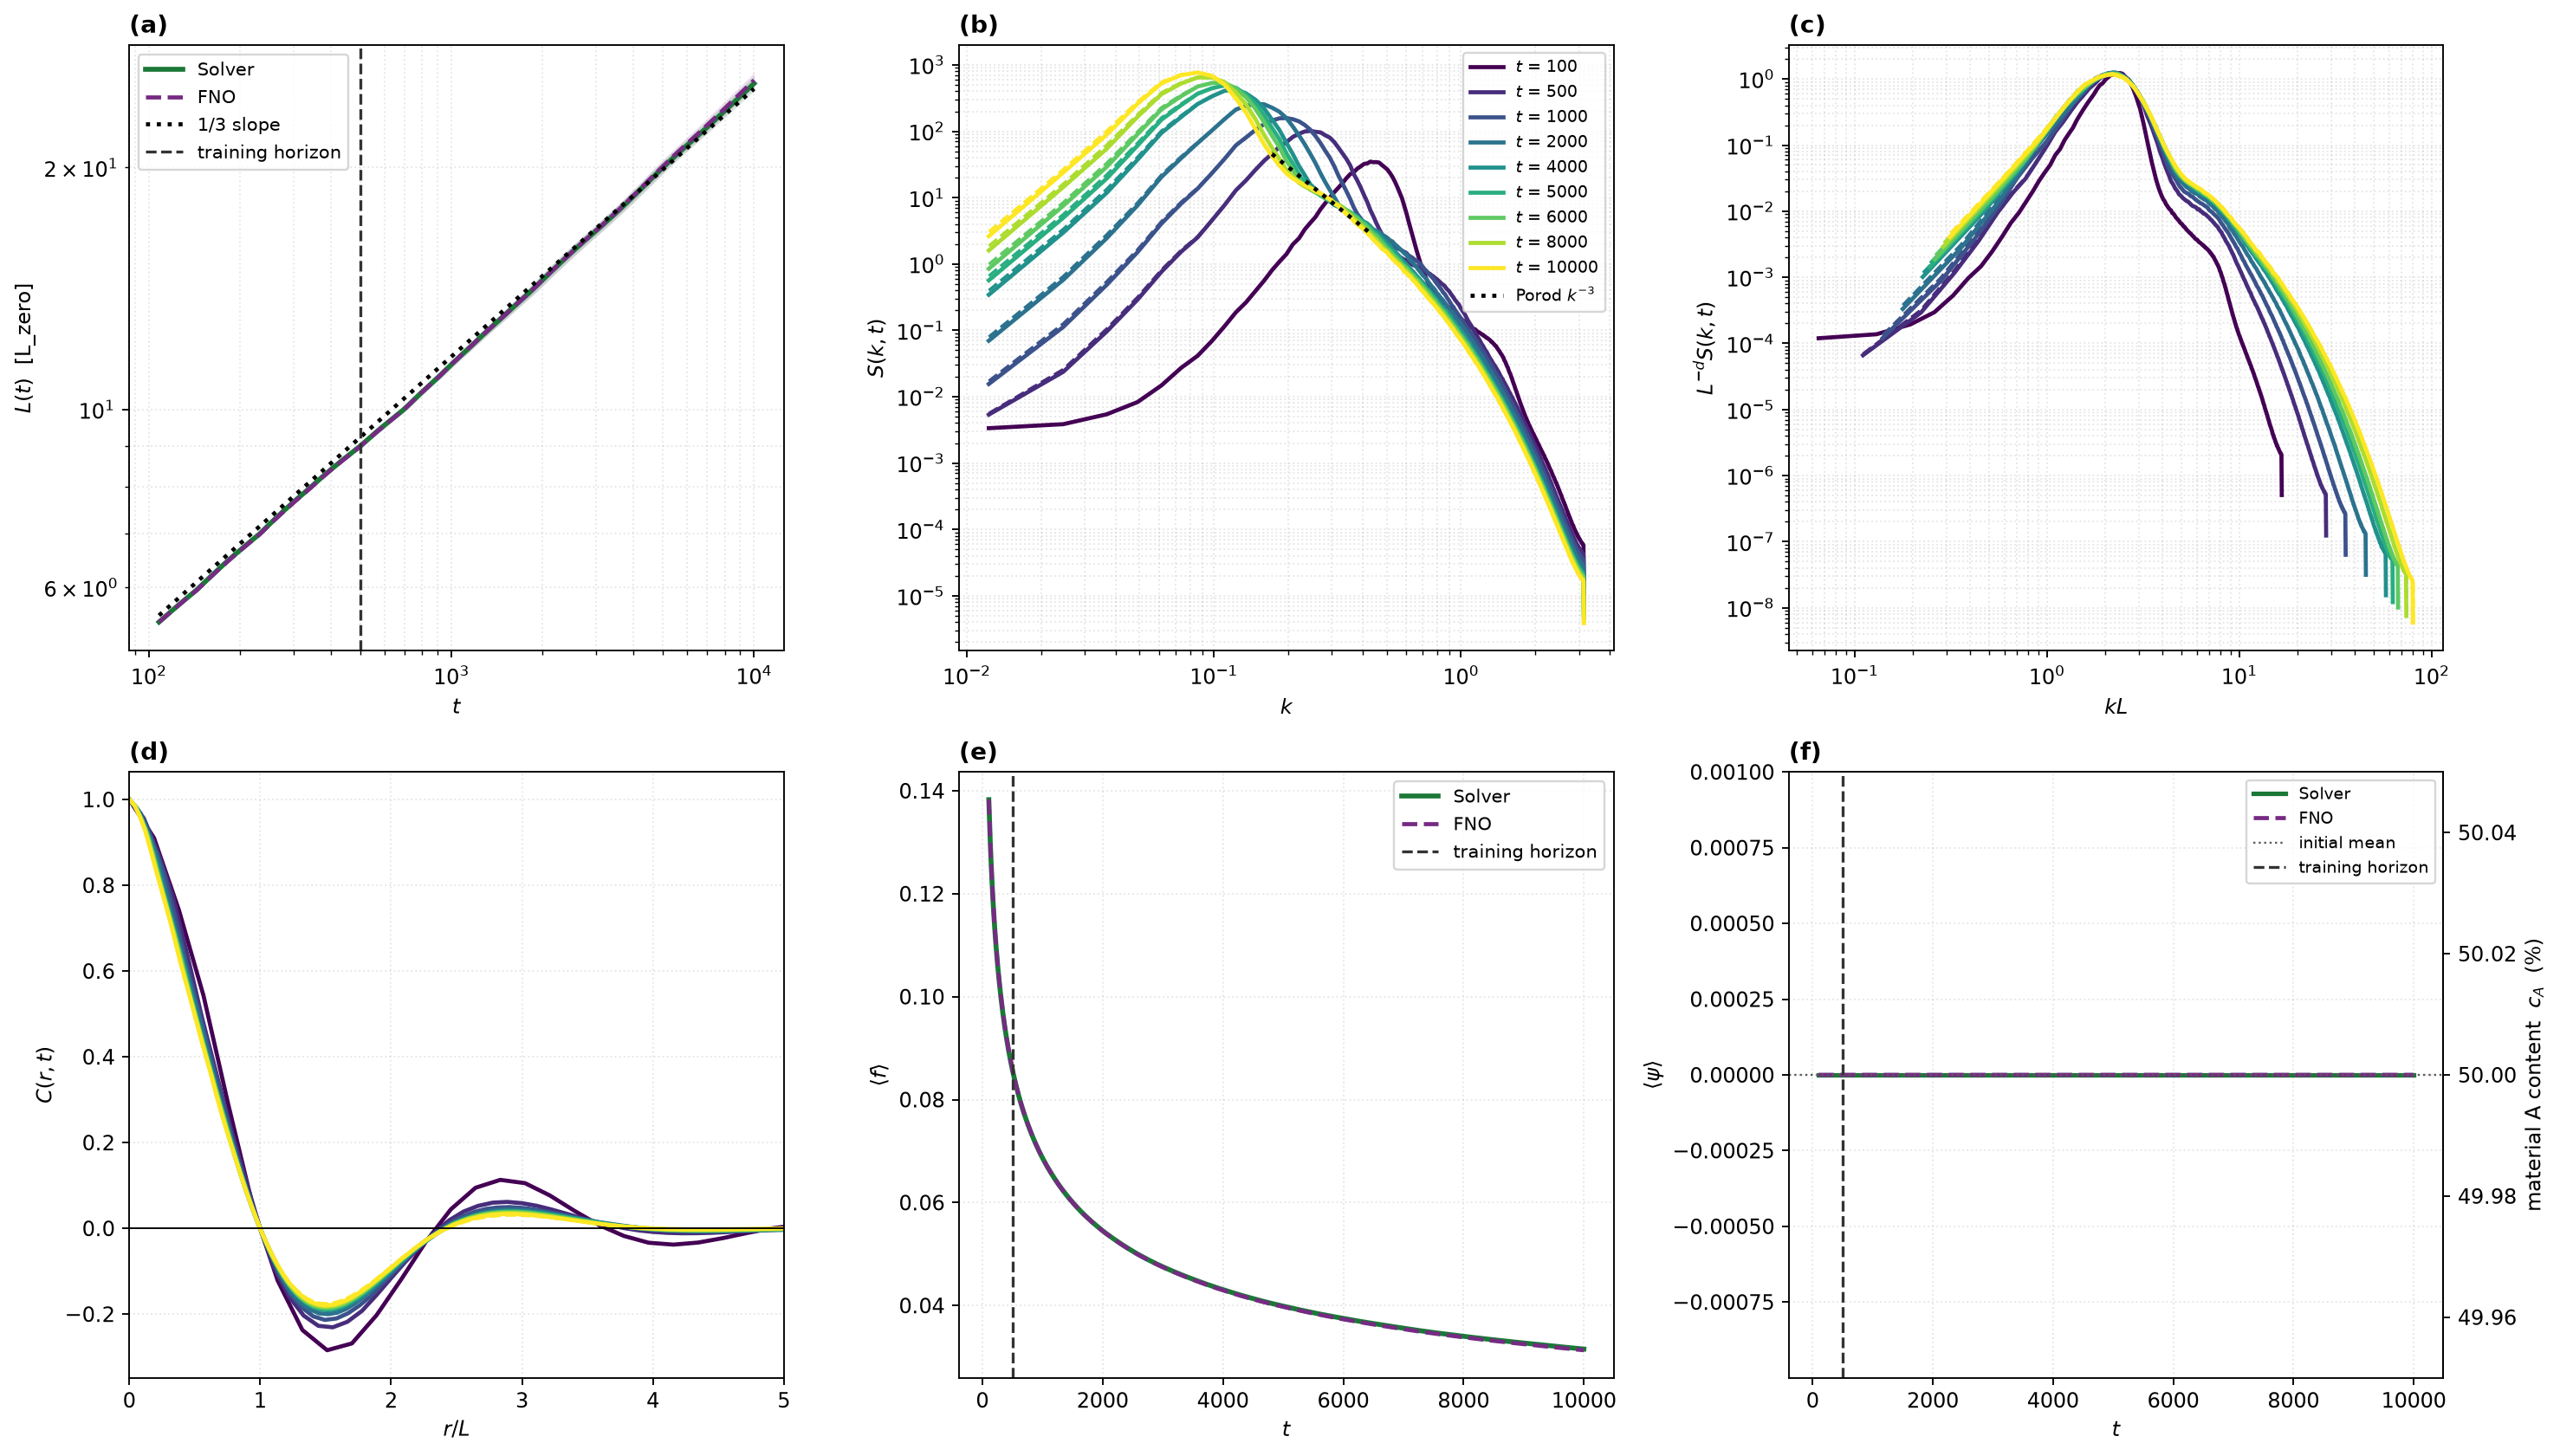 (a)
Solver
FNO
1/3 slope
training horizon
2 × 10¹
10¹
6 × 10⁰
L(t) [L_zero]
10² 10³ 10⁴
t
(b)
t = 100
t = 500
t = 1000
t = 2000
t = 4000
t = 5000
t = 6000
t = 8000
t = 10000
Porod k⁻³
10³
10²
10¹
10⁰
10⁻¹
10⁻²
10⁻³
10⁻⁴
10⁻⁵
S(k, t)
10⁻² 10⁻¹ 10⁰
k
(c)
10⁰
10⁻¹
10⁻²
10⁻³
10⁻⁴
10⁻⁵
10⁻⁶
10⁻⁷
10⁻⁸
L⁻ᵈS(k, t)
10⁻¹ 10⁰ 10¹ 10²
kL
(d)
1.0
0.8
0.6
0.4
0.2
0.0
−0.2
C(r, t)
0 1 2 3 4 5
r/L
(e)
Solver
FNO
training horizon
0.14
0.12
0.10
0.08
0.06
0.04
⟨f⟩
0 2000 4000 6000 8000 10000
t
(f)
Solver
FNO
initial mean
training horizon
0.00100
0.00075
0.00050
0.00025
0.00000
−0.00025
−0.00050
−0.00075
⟨ψ⟩
50.04
50.02
50.00
49.98
49.96
material A content c_A (%)
0 2000 4000 6000 8000 10000
t